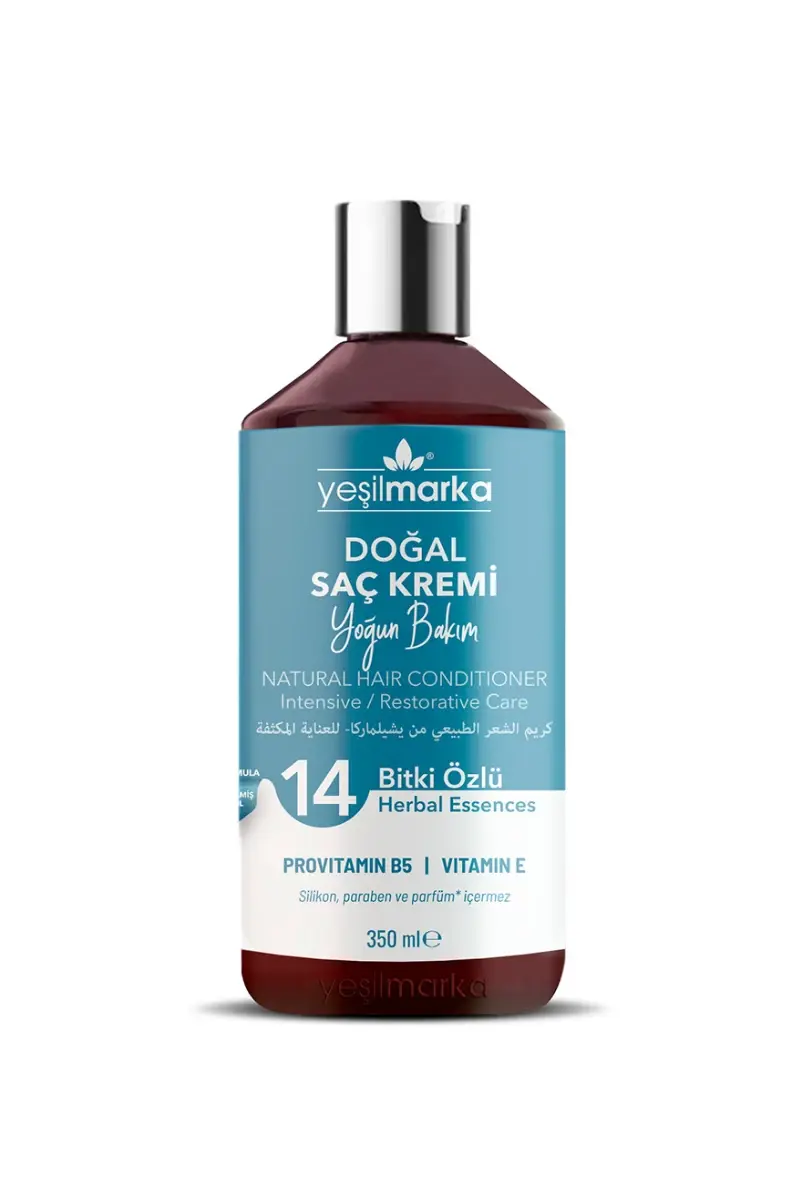 yeşilmarka®
DOĞAL
SAÇ KREMİ
Yoğun Bakım
NATURAL HAIR CONDITIONER
Intensive / Restorative Care
كريم الشعر الطبيعي من يشيلماركا- للعناية المكثفة
14 Bitki Özlü
Herbal Essences
PROVITAMIN B5 | VITAMIN E
Silikon, paraben ve parfüm* içermez
350 ml℮
yeşilmarka